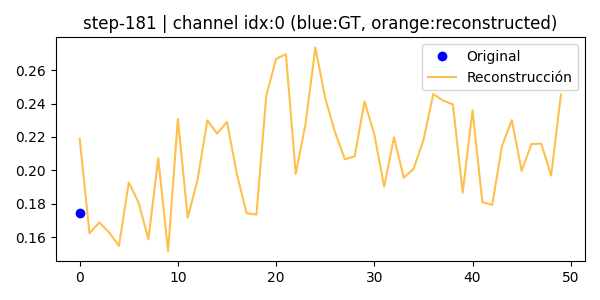 step-181 | channel idx:0 (blue:GT, orange:reconstructed)
Original
Reconstrucción
0.26
0.24
0.22
0.20
0.18
0.16
0 10 20 30 40 50